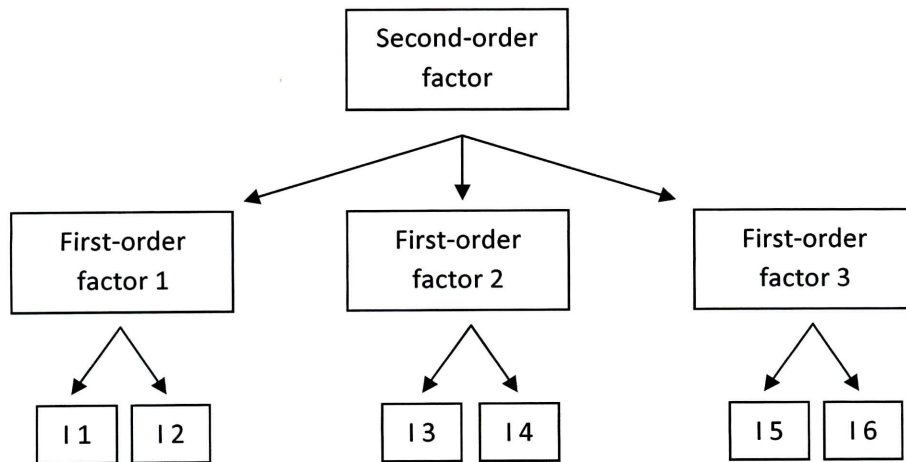 Second-order
factor
First-order
factor 1
First-order
factor 2
First-order
factor 3
I 1
I 2
I 3
I 4
I 5
I 6